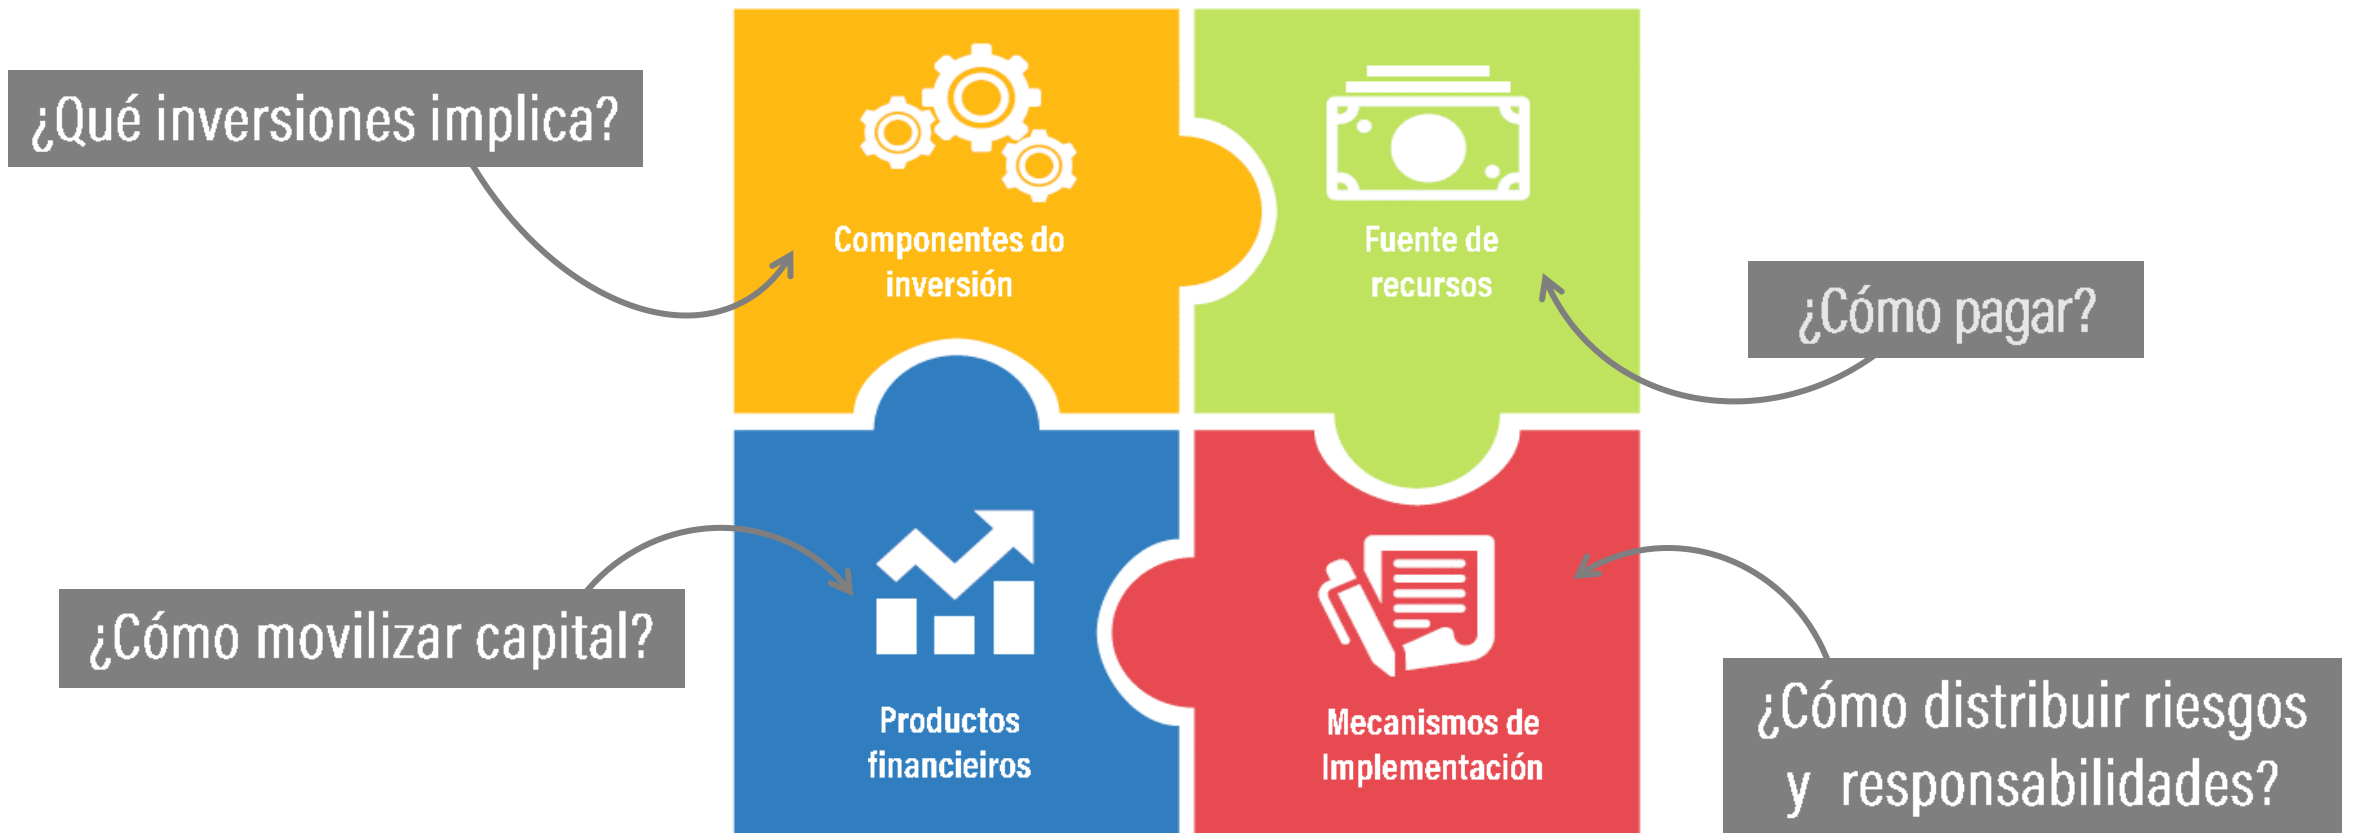 ¿Qué inversiones implica?
Componentes do
inversión
Fuente de
recursos
¿Cómo pagar?
¿Cómo movilizar capital?
Productos
financieiros
Mecanismos de
Implementación
¿Cómo distribuir riesgos
y responsabilidades?